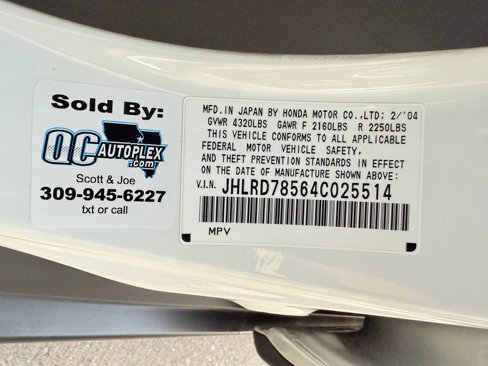 Sold By:
QC AUTOPLEX
.com
Scott & Joe
309-945-6227
txt or call
MFD.IN JAPAN BY HONDA MOTOR CO.,LTD: 2/'04
GVWR 4320LBS GAWR F 2160LBS R 2250LBS
THIS VEHICLE CONFORMS TO ALL APPLICABLE
FEDERAL MOTOR VEHICLE SAFETY,
AND THEFT PREVENTION STANDARDS IN EFFECT
ON THE DATE OF MANUFACTURE SHOWN ABOVE:
V.I.N. JHLRD78564C025514
MPV